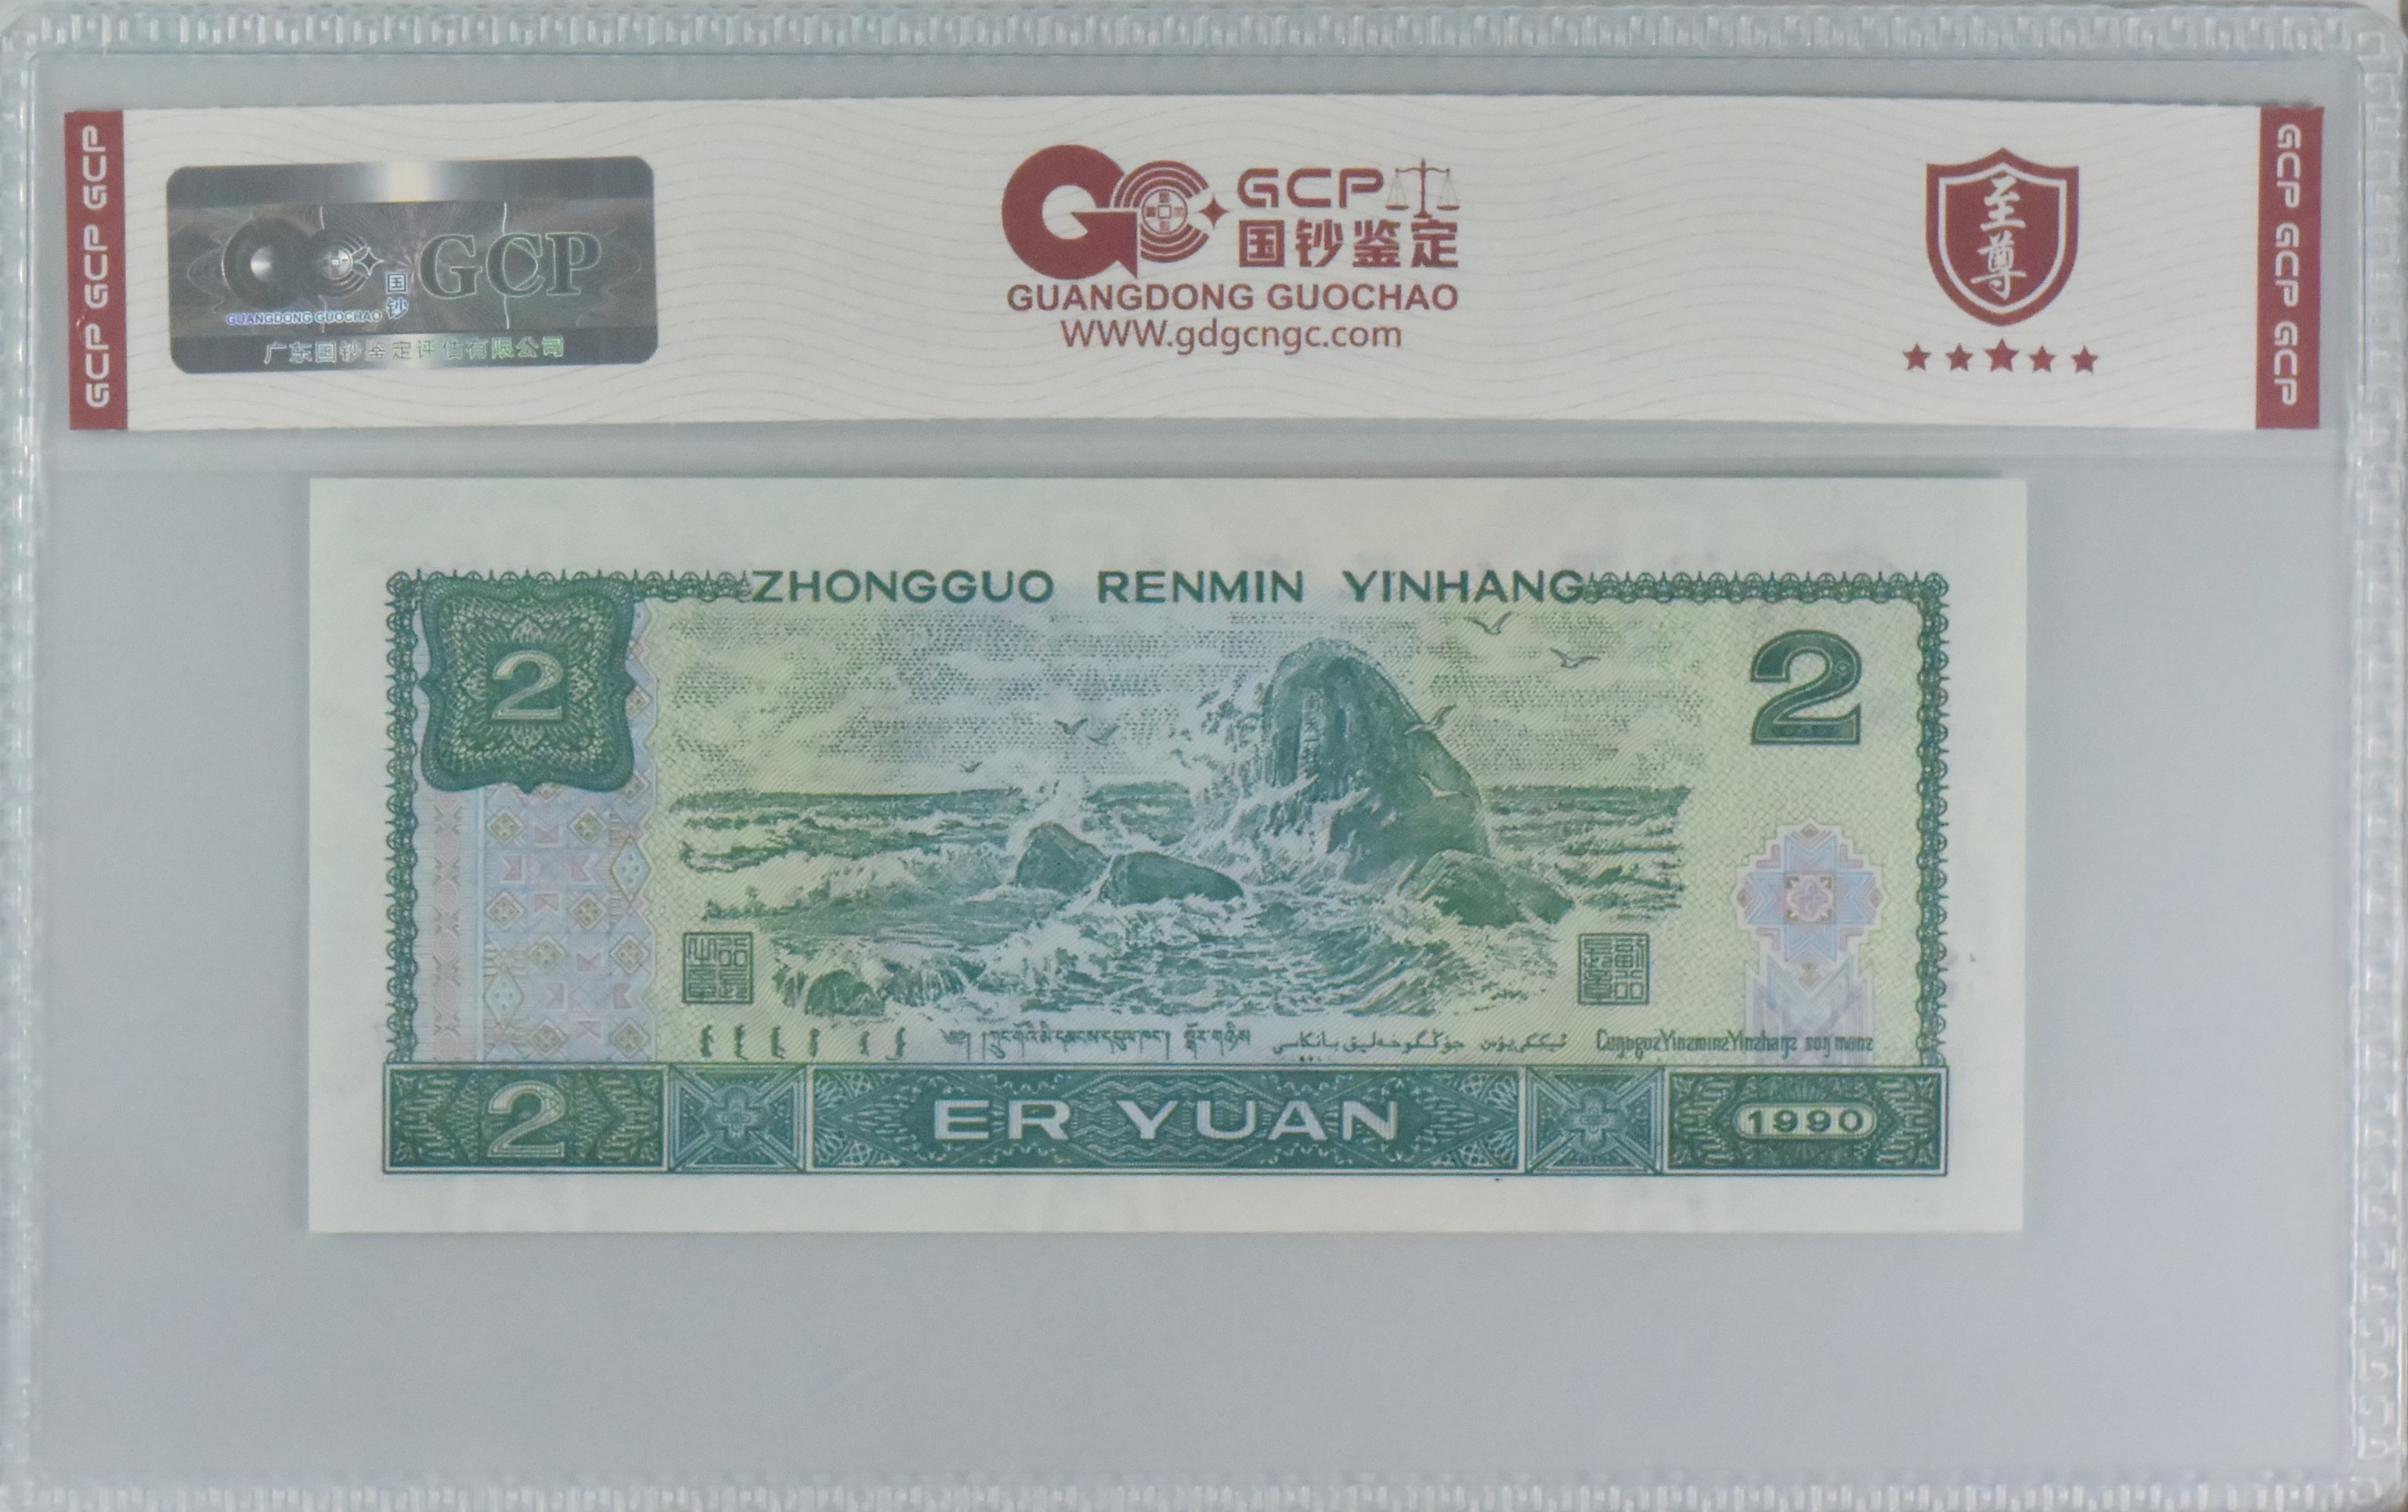 GCP GCP GCP
国钞
GCP
GUANGDONG GUOCHAO
广东国钞鉴定评估有限公司
GCP
国钞鉴定
GUANGDONG GUOCHAO
WWW.gdgcngc.com
至尊
GCP GCP GCP
ZHONGGUO RENMIN YINHANG
2
2
2
ER YUAN
1990